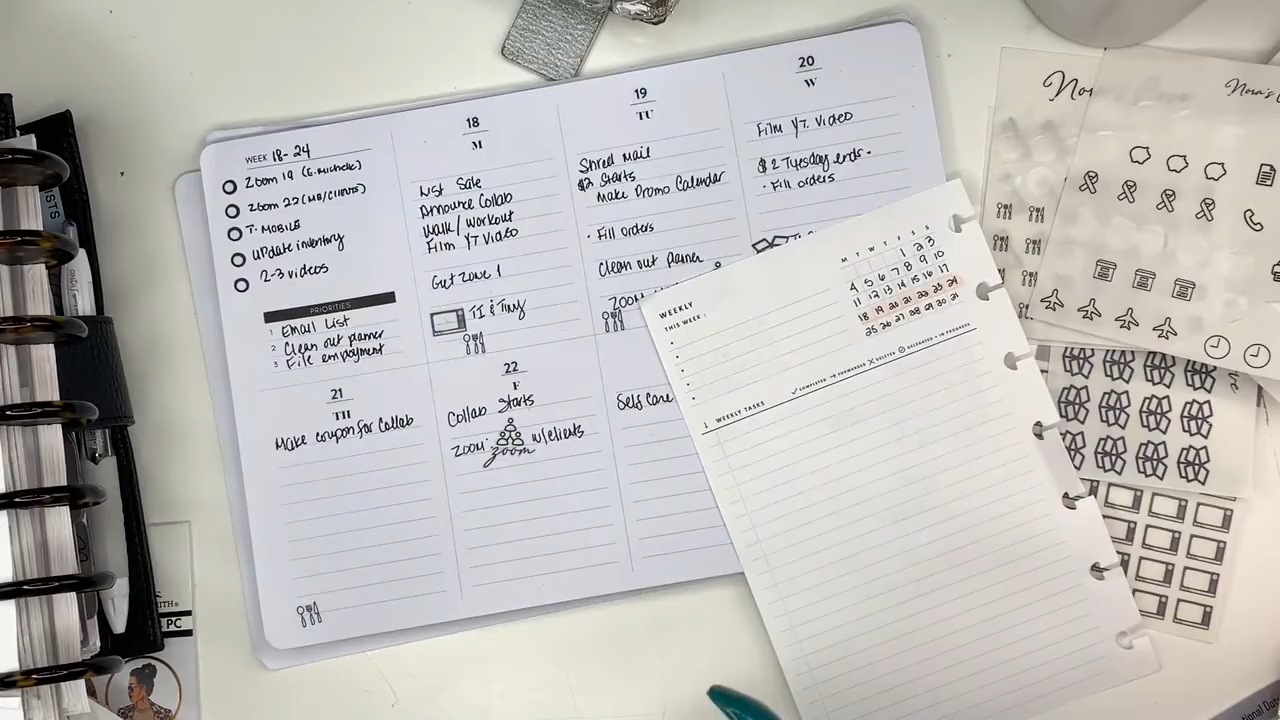 WEEK 18-24
Zoom 19 (G. Michele)
Zoom 22 (MB/Clients)
T-MOBILE
update inventory
2-3 videos
PRIORITIES
1 Email List
2 Clean out planner
3 File employment
18
M
List Sale
Announce Collab
Walk/Workout
Film YT Video
Gut Zone 1
TI & Tiny
19
TU
Shred Mail
$2 Starts
Make Promo Calendar
• Fill orders
Clean out planner
ZOOM
20
W
Film YT. Video
$2 Tuesday ends.
• Fill orders
21
TH
Make coupon for Collab
22
F
Collab Starts
ZOOM: w/clients
zoom
Self Care
WEEKLY
THIS WEEK:
M T W T F S S
1 2 3
4 5 6 7 8 9 10
11 12 13 14 15 16 17
18 19 20 21 22 23 24
25 26 27 28 29 30 31
✓ COMPLETED → FORWARDED X DELETED ⊘ DELEGATED • IN PROGRESS
↓ WEEKLY TASKS
Nora's
PC